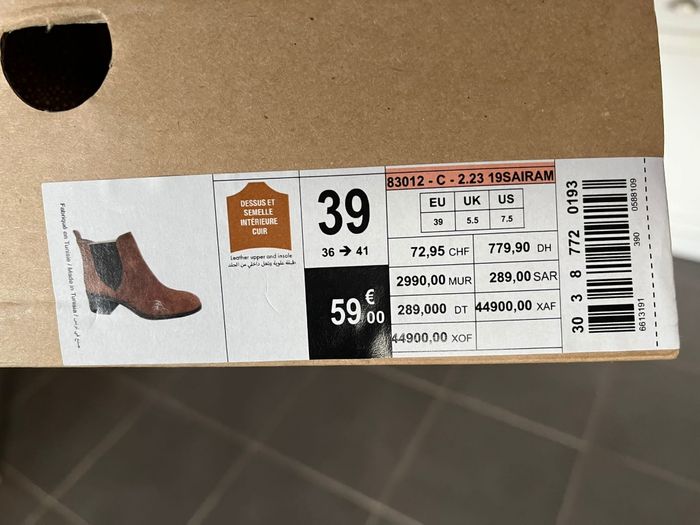 Fabriqué en Tunisie / Made in Tunisia / صنع في تونس
DESSUS ET
SEMELLE
INTÉRIEURE
CUIR
Leather upper and insole
39
36 → 41
59 €00
83012 - C - 2.23 19SAIRAM
EU UK US
39 5.5 7.5
72,95 CHF 779,90 DH
2990,00 MUR 289,00 SAR
289,000 DT 44900,00 XAF
44900,00 XOF
30 3 8 772 0193
6613191 390 0588109